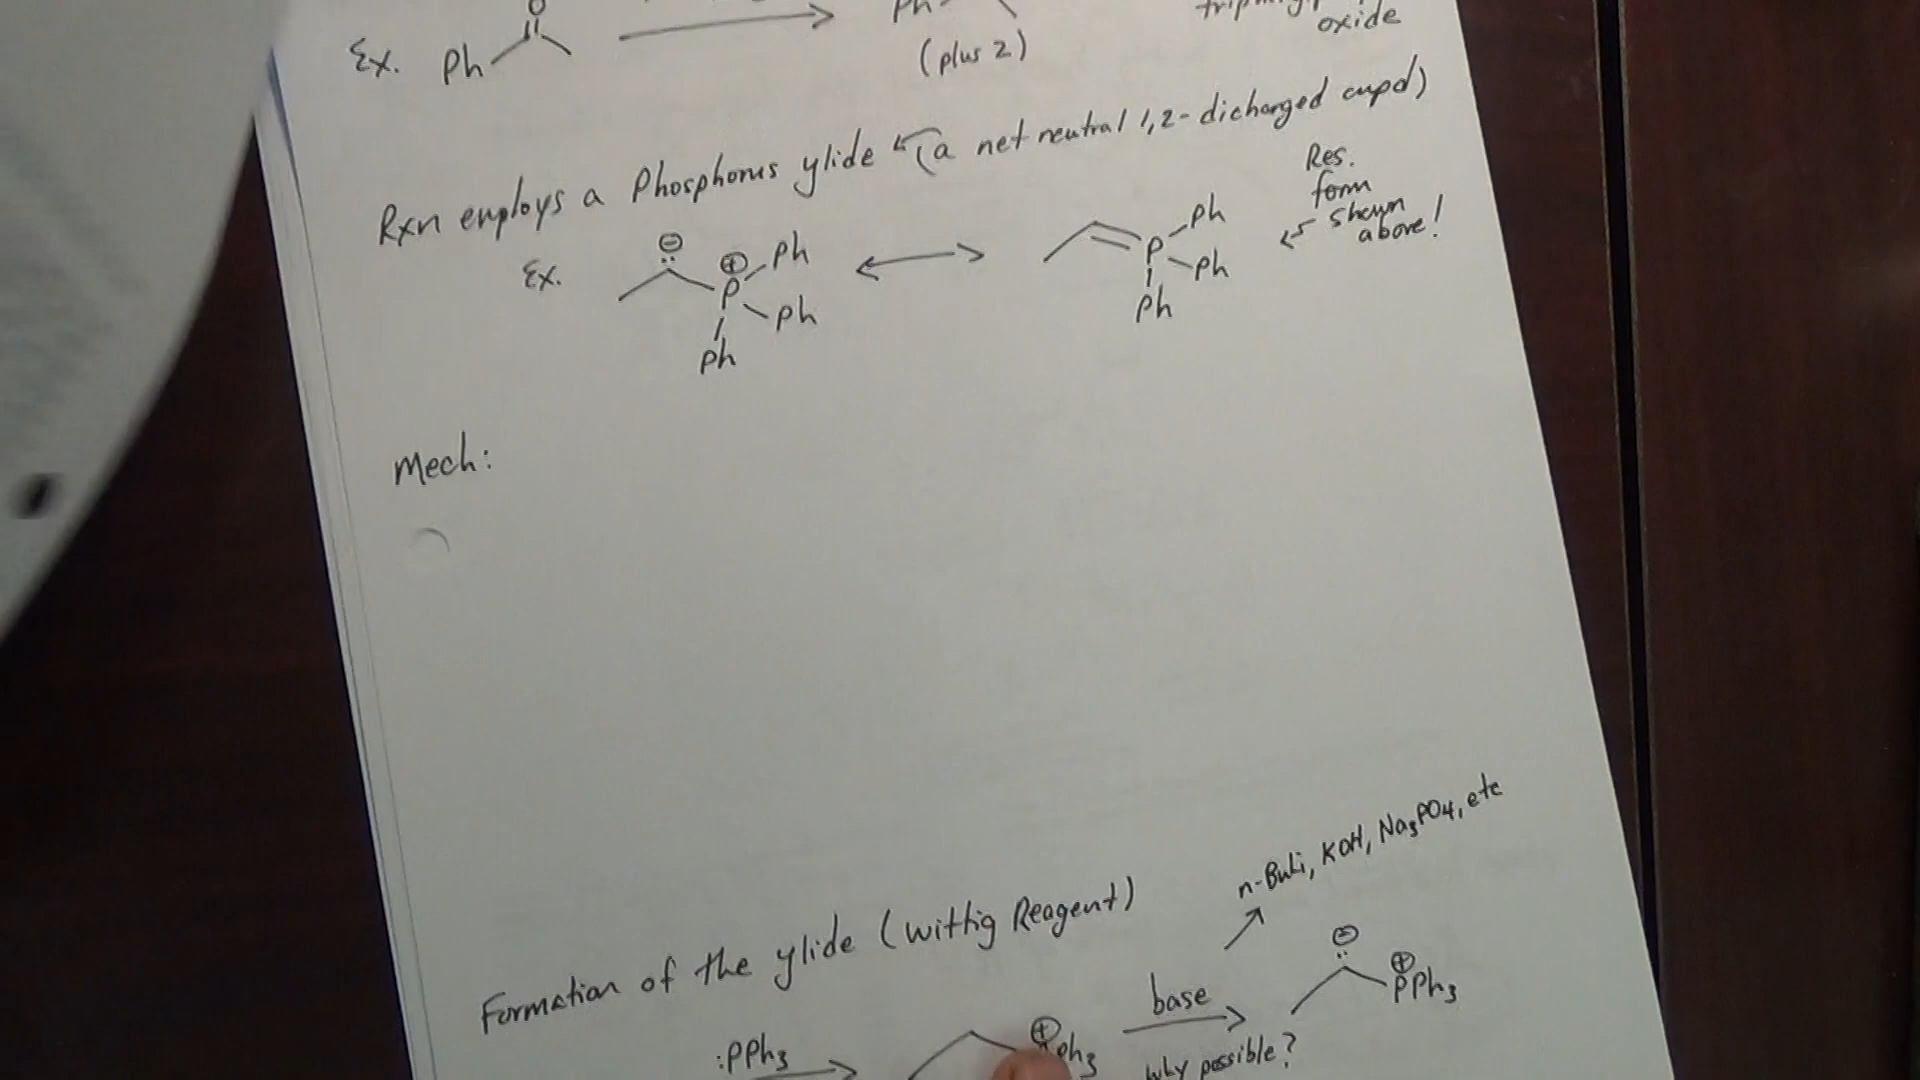 O
Ex. Ph
Ph
(plus 2)
oxide
Rxn employs a Phosphorus ylide (a net neutral 1,2-dicharged cmpd)
Res.
form
shown
above!
Ex.
⊖
⊕
P
Ph
Ph
Ph
P
Ph
Ph
Ph
Mech:
n-BuLi, KOH, Na3PO4, etc
Formation of the ylide (Wittig Reagent)
:PPh3
⊕
Ph3
base
why possible?
⊖
⊕
PPh3